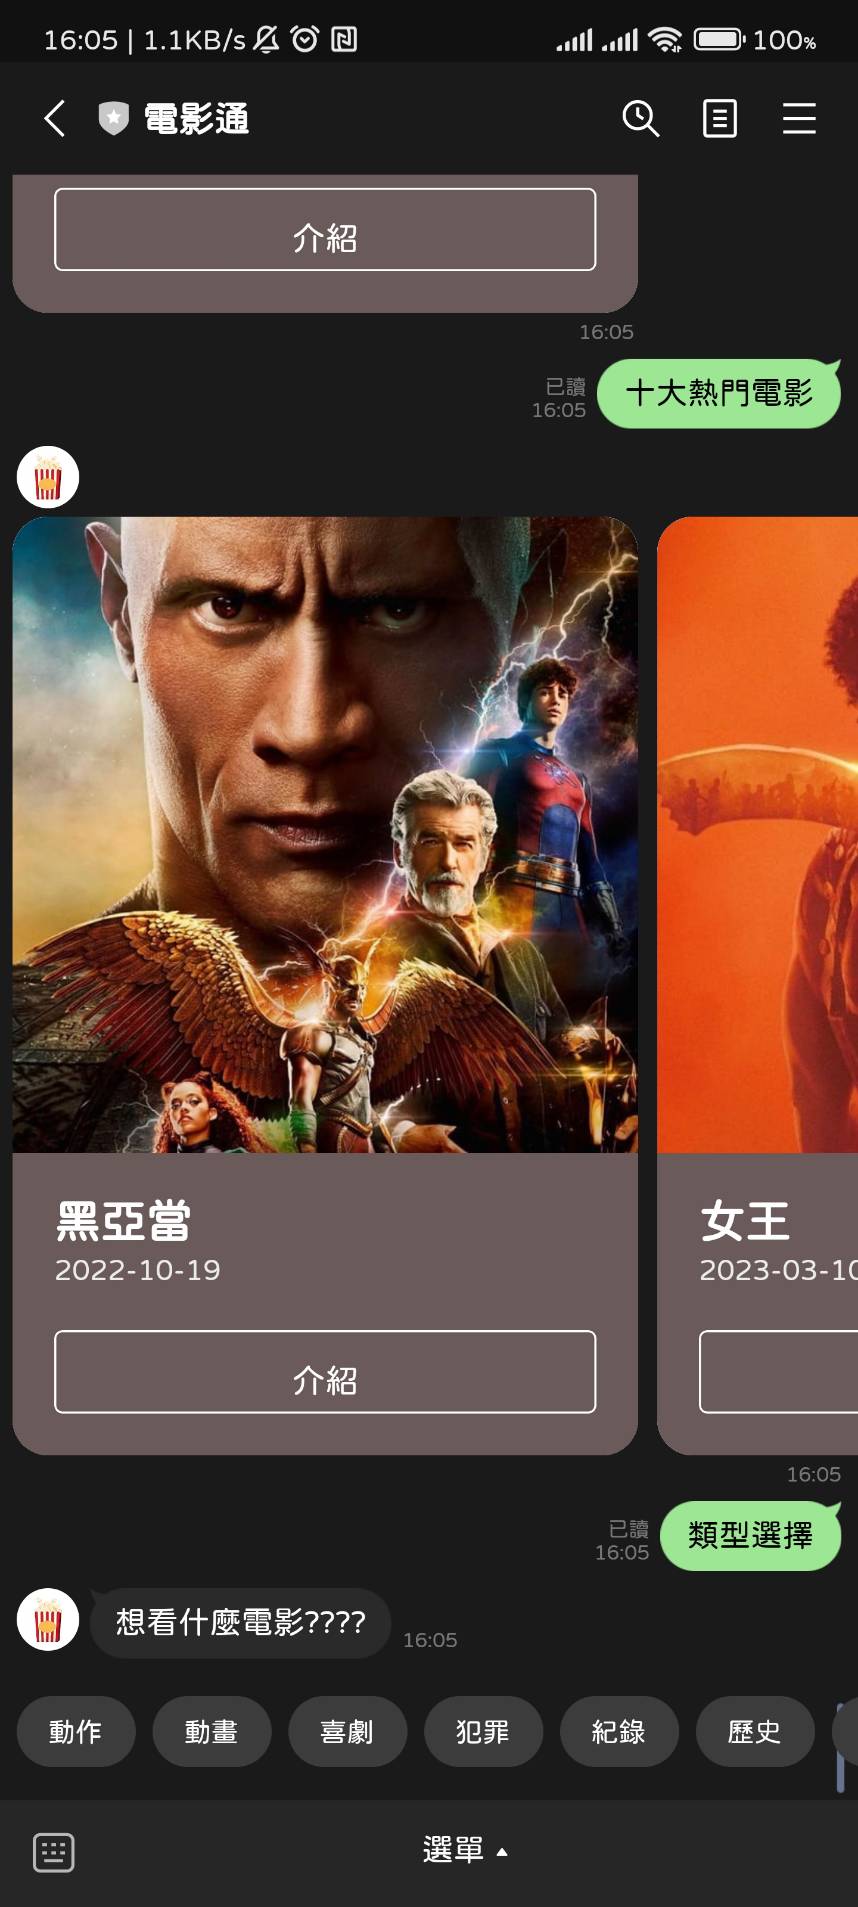 16:05 | 1.1KB/s 100%
電影通
介紹
16:05
已讀
16:05
十大熱門電影
黑亞當
2022-10-19
介紹
女王
2023-03-10
16:05
已讀
16:05
類型選擇
想看什麼電影????
16:05
動作 動畫 喜劇 犯罪 紀錄 歷史
選單